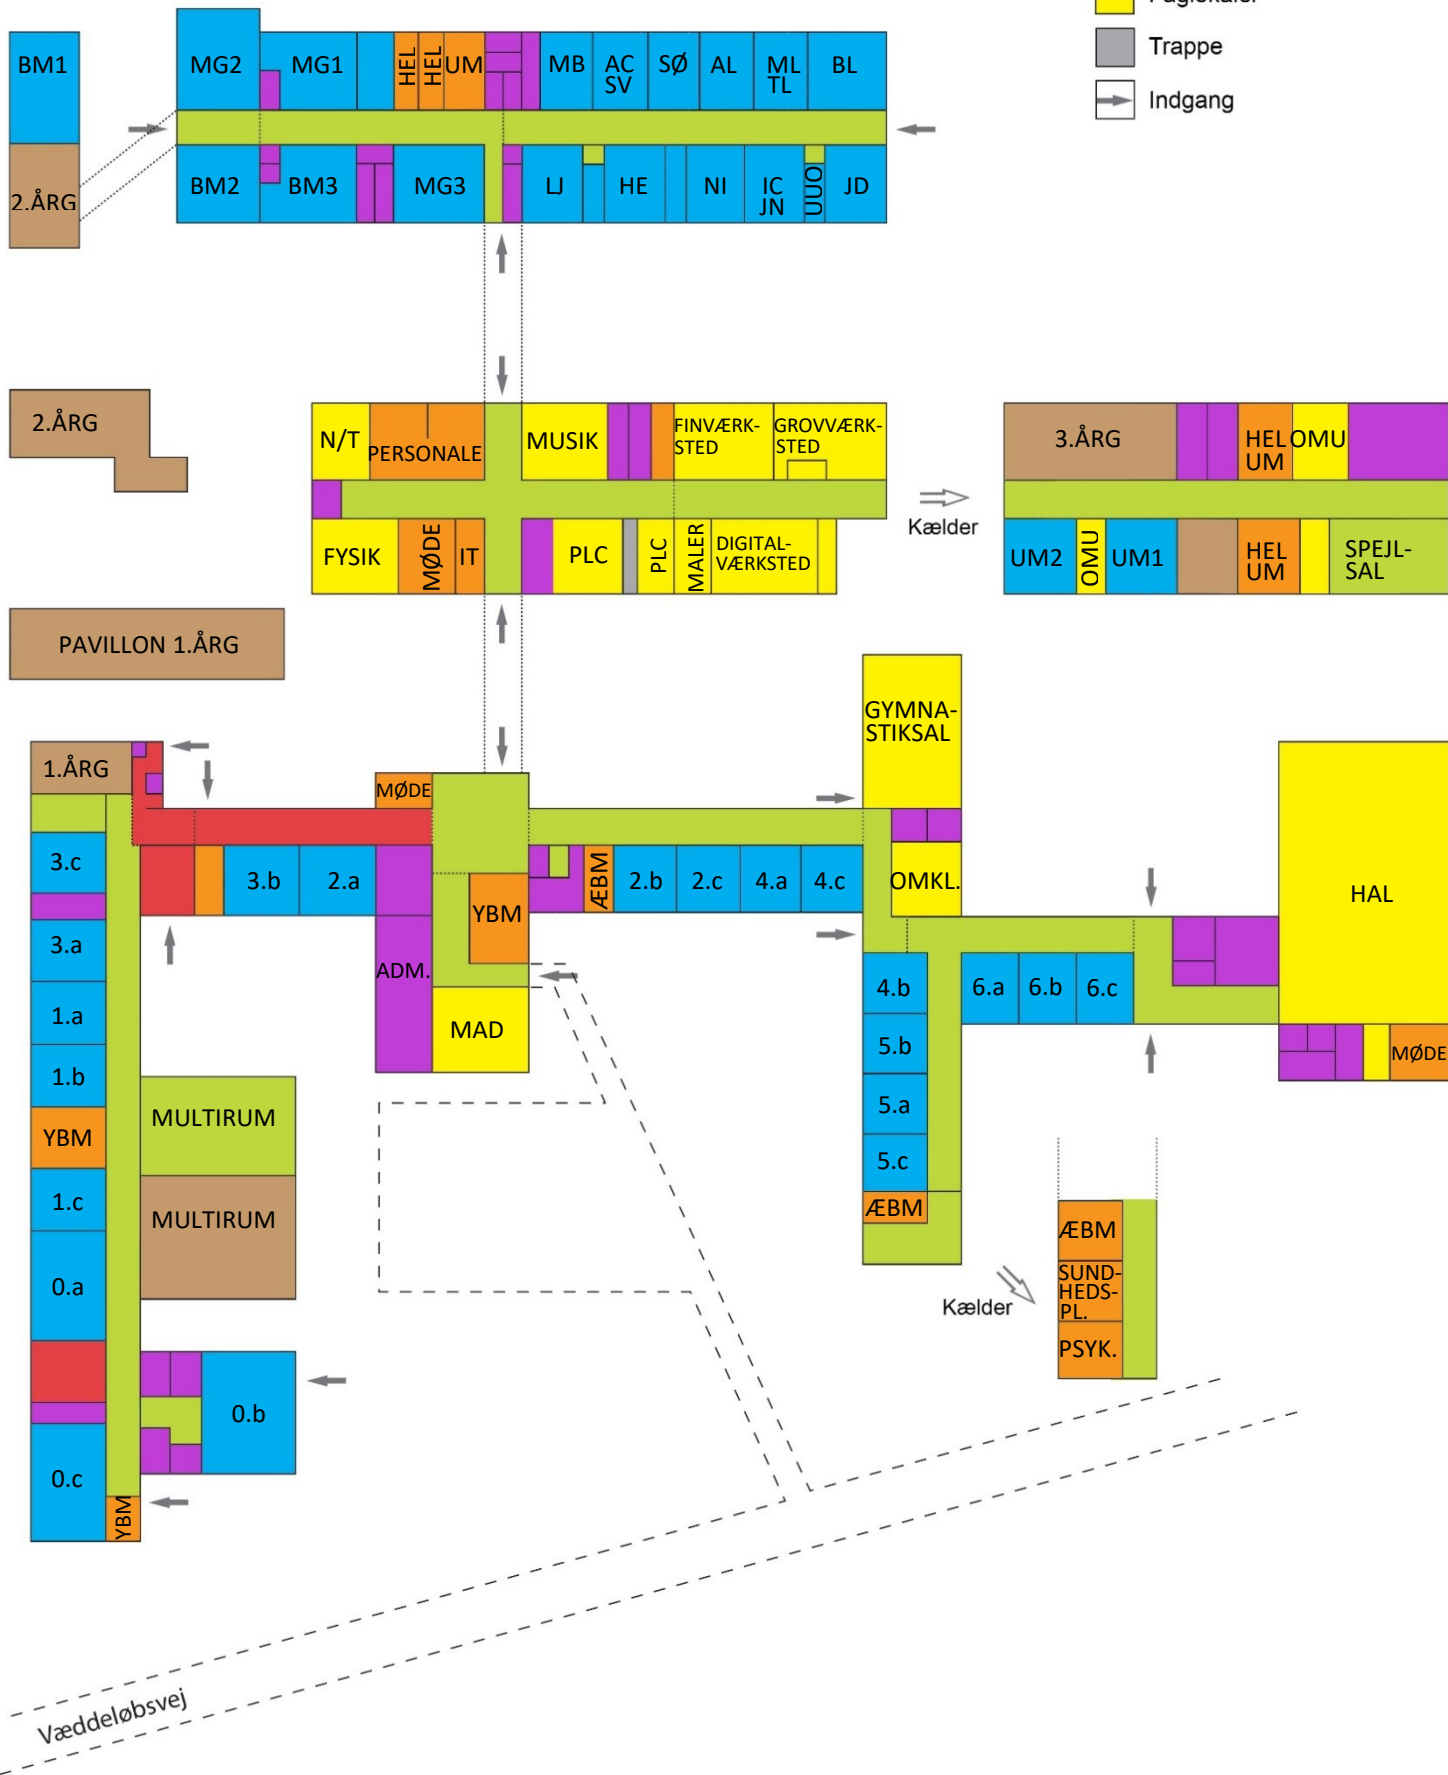 Faglokaler
Trappe
Indgang
BM1
2.ÅRG
MG2
MG1
HEL
HEL
UM
MB
AC
SV
SØ
AL
ML
TL
BL
BM2
BM3
MG3
LJ
HE
NI
IC
JN
UUO
JD
2.ÅRG
N/T
PERSONALE
MUSIK
FINVÆRK-
STED
GROVVÆRK-
STED
FYSIK
MØDE
IT
PLC
PLC
MALER
DIGITAL-
VÆRKSTED
Kælder
3.ÅRG
HEL
UM
OMU
UM2
OMU
UM1
HEL
UM
SPEJL-
SAL
PAVILLON 1.ÅRG
1.ÅRG
3.c
3.a
1.a
1.b
YBM
1.c
0.a
0.c
YBM
0.b
MULTIRUM
MULTIRUM
3.b
2.a
MØDE
ADM.
YBM
MAD
ÆBM
2.b
2.c
4.a
4.c
GYMNA-
STIKSAL
OMKL.
4.b
5.b
5.a
5.c
ÆBM
6.a
6.b
6.c
HAL
MØDE
Kælder
ÆBM
SUND-
HEDS-
PL.
PSYK.
Væddeløbsvej